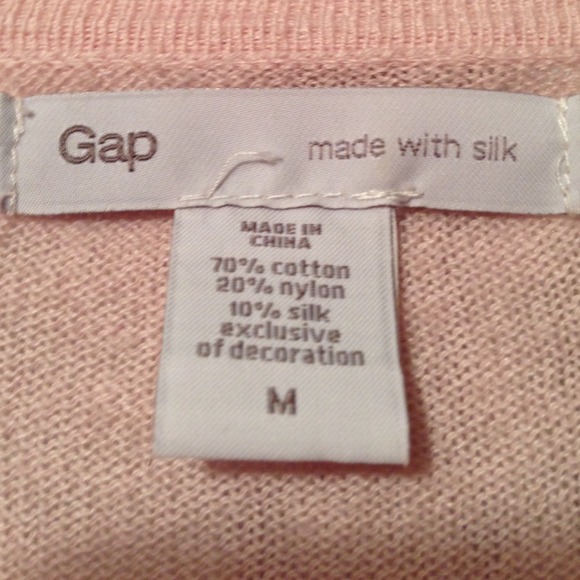 Gap made with silk
MADE IN
CHINA
70% cotton
20% nylon
10% silk
exclusive
of decoration
M